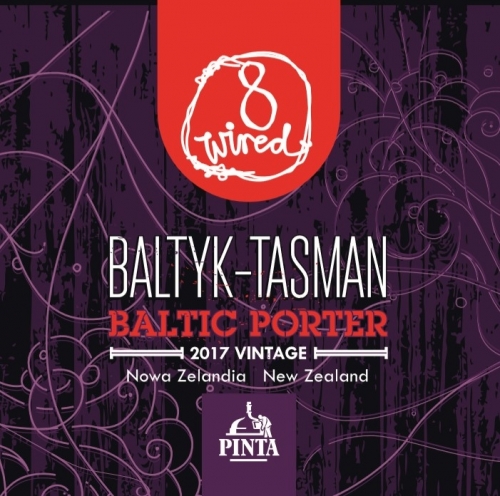 8
wired
BALTYK-TASMAN
BALTIC PORTER
2017 VINTAGE
Nowa Zelandia New Zealand
PINTA